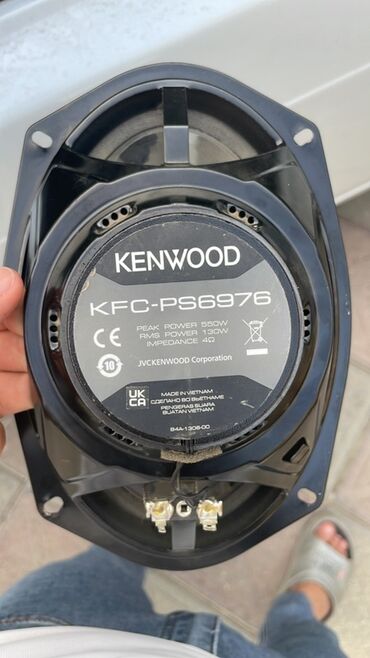 KENWOOD
KFC-PS6976
PEAK POWER 550W
RMS POWER 130W
IMPEDANCE 4Ω
CE
10
JVCKENWOOD Corporation
UK
CA
MADE IN VIETNAM
СДЕЛАНО ВО ВЬЕТНАМЕ
PENGERAS SUARA
BUATAN VIETNAM
B4A-1306-00